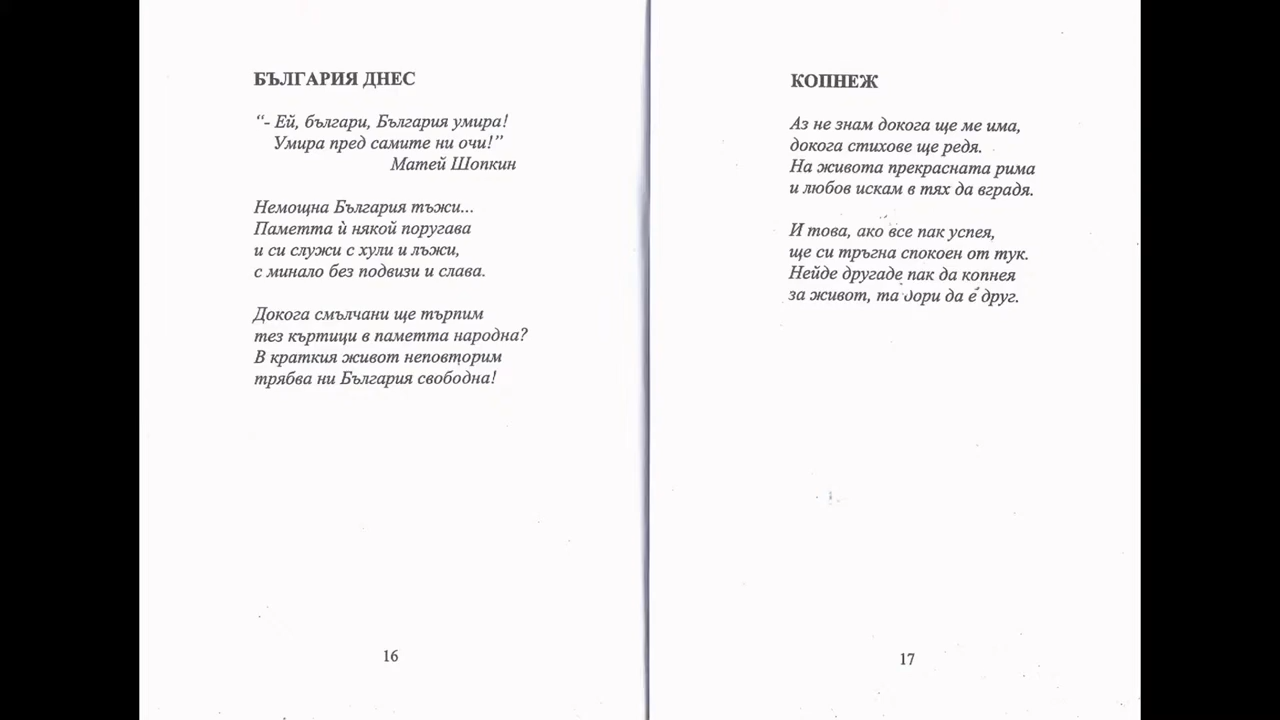 БЪЛГАРИЯ ДНЕС
“- Ей, българи, България умира!
Умира пред самите ни очи!”
Матей Шопкин
Немощна България тъжи...
Паметта ѝ някой поругава
и си служи с хули и лъжи,
с минало без подвизи и слава.
Докога смълчани ще търпим
тез къртици в паметта народна?
В краткия живот неповторим
трябва ни България свободна!
16
КОПНЕЖ
Аз не знам докога ще ме има,
докога стихове ще редя.
На живота прекрасната рима
и любов искам в тях да вградя.
И това, ако все пак успея,
ще си тръгна спокоен от тук.
Нейде другаде пак да копнея
за живот, та дори да е друг.
17